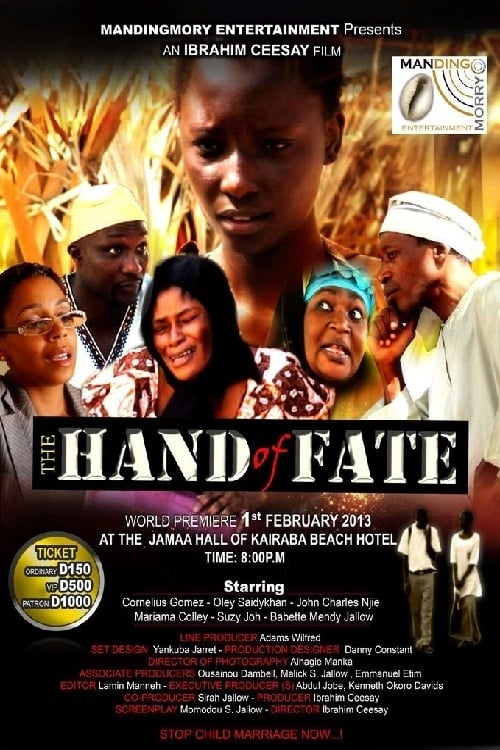 MANDINGMORY ENTERTAINMENT Presents
AN IBRAHIM CEESAY FILM
MANDING
MORRY
ENTERTAINMENT
THE HAND of FATE
WORLD PREMIERE 1st FEBRUARY 2013
AT THE JAMAA HALL OF KAIRABA BEACH HOTEL
TIME: 8:00P.M
TICKET
ORDINARY D150
VIP D500
PATRON D1000
Starring
Cornelius Gomez - Oley Saidykhan - John Charles Njie
Mariama Colley - Suzy Joh - Babette Mendy Jallow
LINE PRODUCER Adams Wilfred
SET DESIGN Yankuba Jarret - PRODUCTION DESIGNER Danny Constant
DIRECTOR OF PHOTOGRAPHY Alhagie Manka
ASSOCIATE PRODUCERS Ousainou Dambell, Malick S. Jallow , Emmanuel Etim
EDITOR Lamin Manneh - EXECUTIVE PRODUCER (S) Abdul Jobe, Kenneth Okoro Davids
CO-PRODUCER Sirah Jallow - PRODUCER Ibrahim Ceesay
SCREENPLAY Momodou S. Jallow - DIRECTOR Ibrahim Ceesay
STOP CHILD MARRIAGE NOW...!